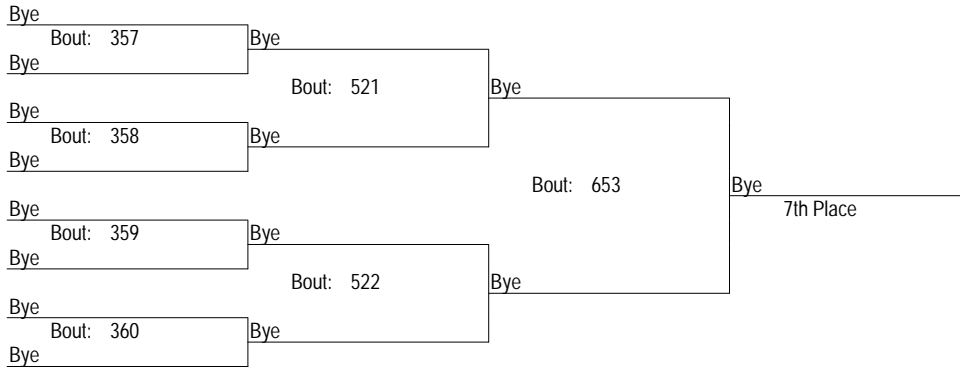 Bye
Bout: 357 Bye
Bye
Bout: 521 Bye
Bye
Bout: 358 Bye
Bye
Bout: 653 Bye
7th Place
Bye
Bout: 359 Bye
Bye
Bout: 522 Bye
Bye
Bout: 360 Bye
Bye